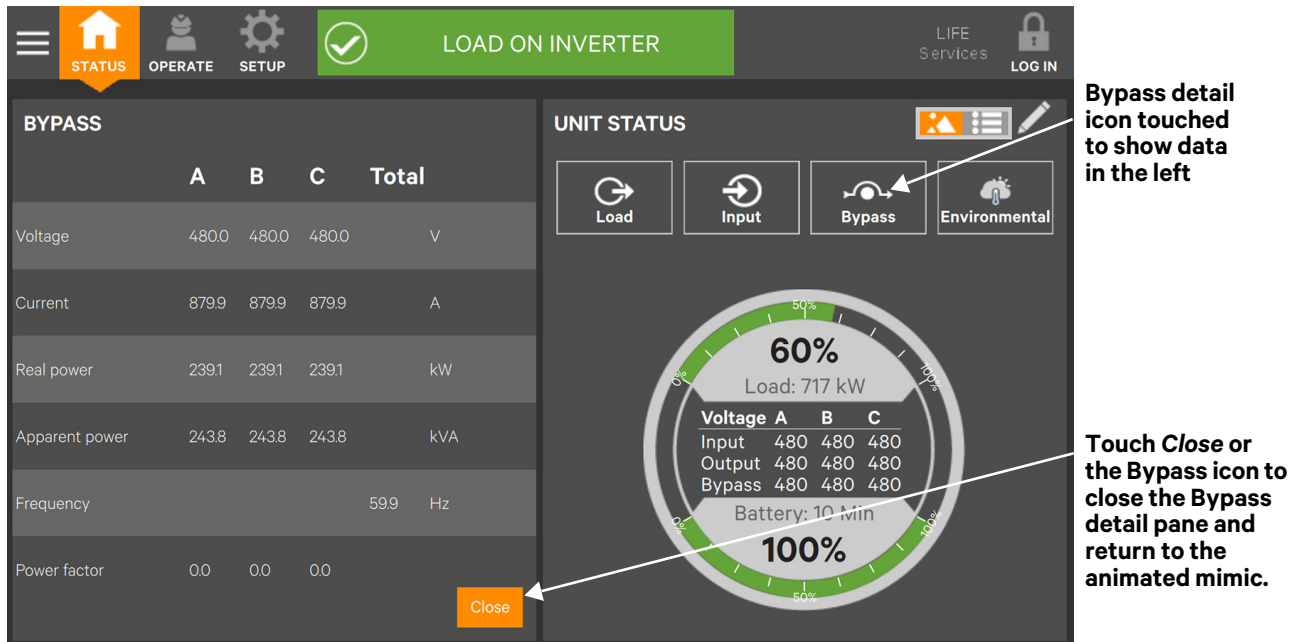 STATUS
OPERATE
SETUP
LOAD ON INVERTER
LIFE
Services
LOG IN
BYPASS
A B C Total
Voltage 480.0 480.0 480.0 V
Current 879.9 879.9 879.9 A
Real power 239.1 239.1 239.1 kW
Apparent power 243.8 243.8 243.8 kVA
Frequency 59.9 Hz
Power factor 0.0 0.0 0.0
Close
UNIT STATUS
Load
Input
Bypass
Environmental
0% 50% 100%
60%
Load: 717 kW
Voltage A B C
Input 480 480 480
Output 480 480 480
Bypass 480 480 480
Battery: 10 Min
100%
0% 50% 100%
Bypass detail
icon touched
to show data
in the left
Touch Close or
the Bypass icon to
close the Bypass
detail pane and
return to the
animated mimic.